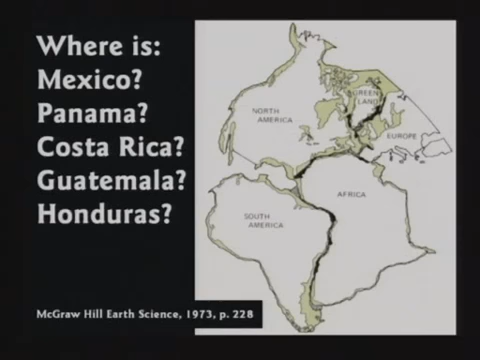 Where is:
Mexico?
Panama?
Costa Rica?
Guatemala?
Honduras?
NORTH
AMERICA
GREEN
LAND
EUROPE
AFRICA
SOUTH
AMERICA
McGraw Hill Earth Science, 1973, p. 228